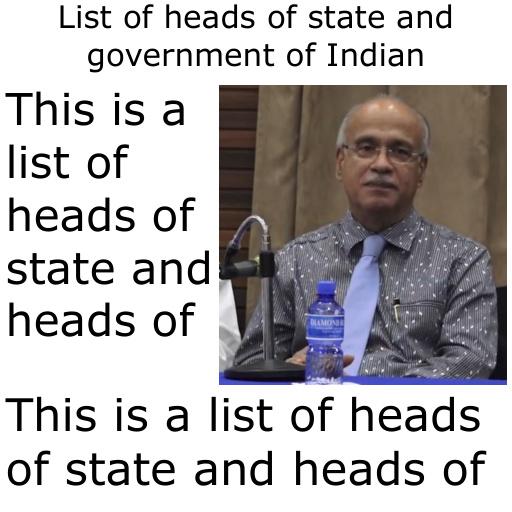 List of heads of state and
government of Indian
This is a
list of
heads of
state and
heads of
DIAMOND
This is a list of heads
of state and heads of